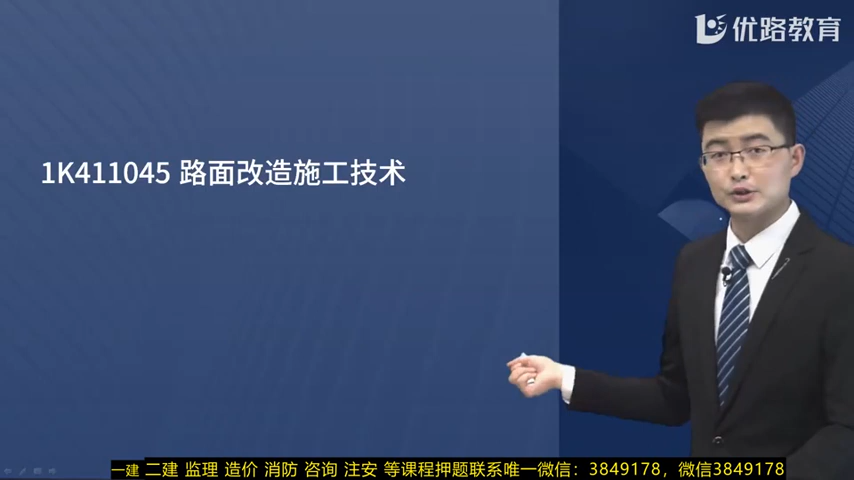 优路教育
1K411045 路面改造施工技术
一建 二建 监理 造价 消防 咨询 注安 等课程押题联系唯一微信：3849178，微信3849178